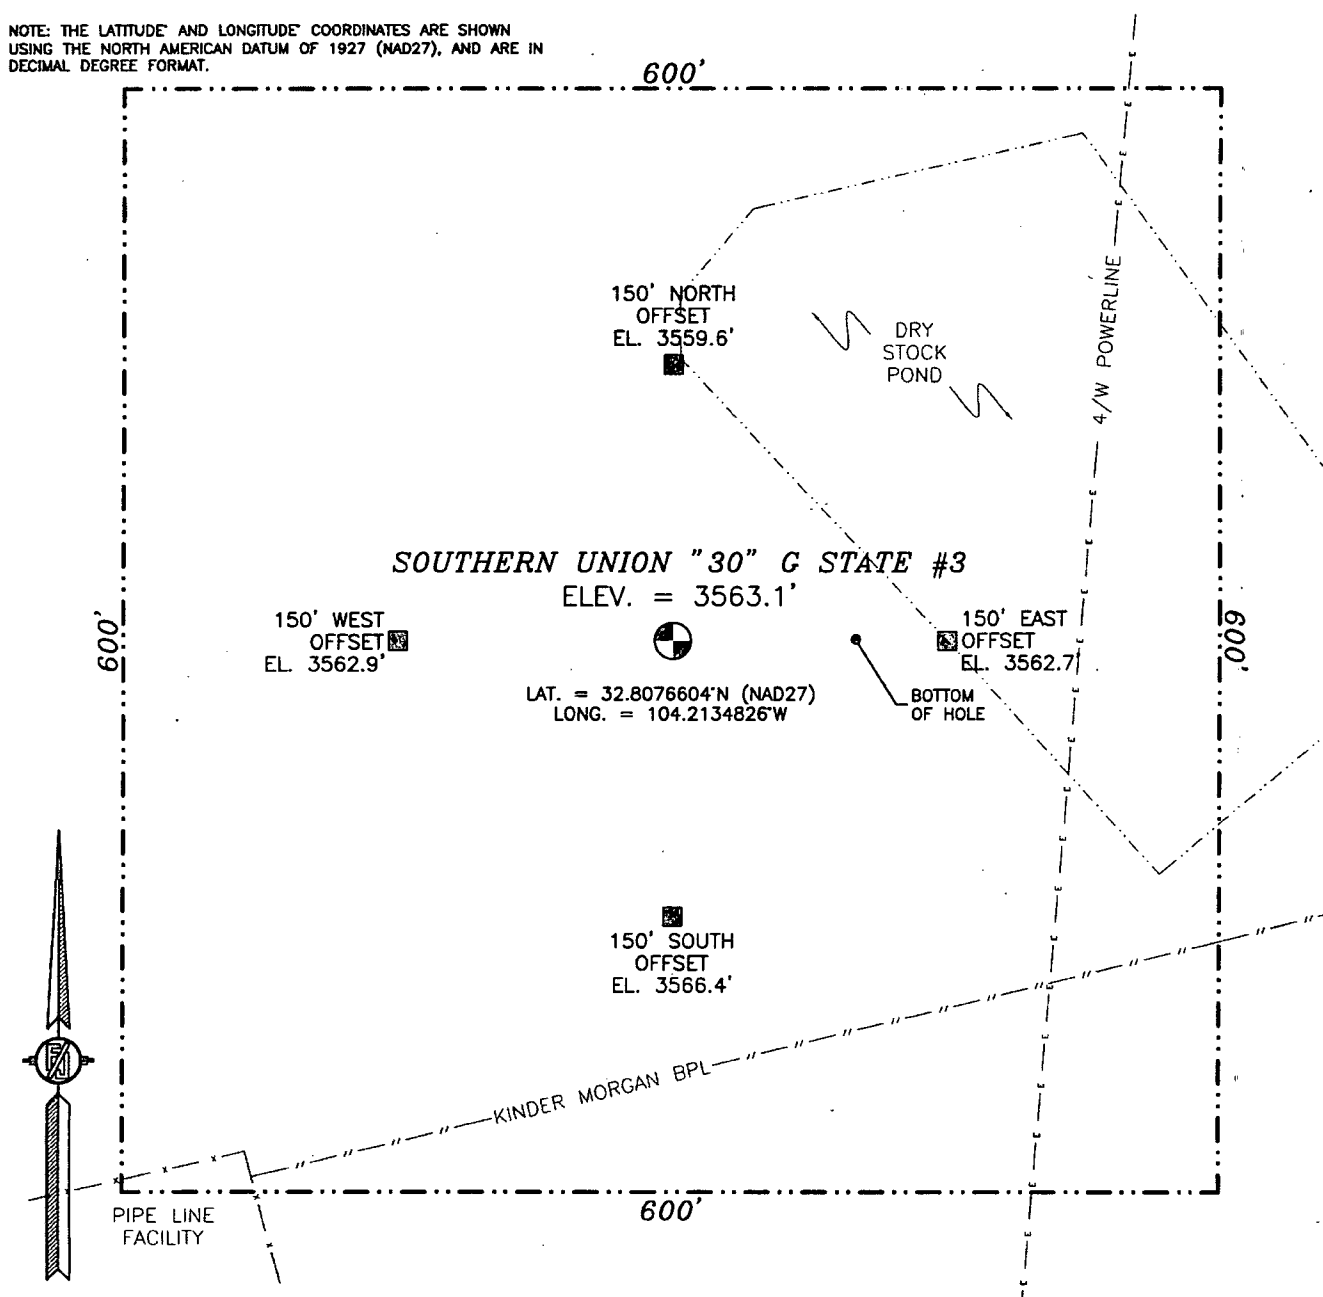 NOTE: THE LATITUDE AND LONGITUDE COORDINATES ARE SHOWN
USING THE NORTH AMERICAN DATUM OF 1927 (NAD27), AND ARE IN
DECIMAL DEGREE FORMAT.
600'
150' NORTH
OFFSET
EL. 3559.6'
DRY
STOCK
POND
4/W POWERLINE
SOUTHERN UNION "30" G STATE #3
ELEV. = 3563.1'
600'
150' WEST
OFFSET
EL. 3562.9'
150' EAST
OFFSET
EL. 3562.7'
600'
LAT. = 32.8076604°N (NAD27)
LONG. = 104.2134826°W
BOTTOM
OF HOLE
150' SOUTH
OFFSET
EL. 3566.4'
KINDER MORGAN BPL
600'
PIPE LINE
FACILITY